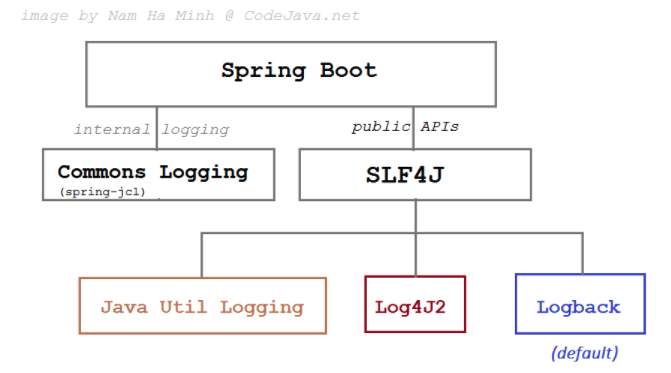 image by Nam Ha Minh @ CodeJava.net
Spring Boot
internal logging
public APIs
Commons Logging
(spring-jcl)
SLF4J
Java Util Logging
Log4J2
Logback
(default)